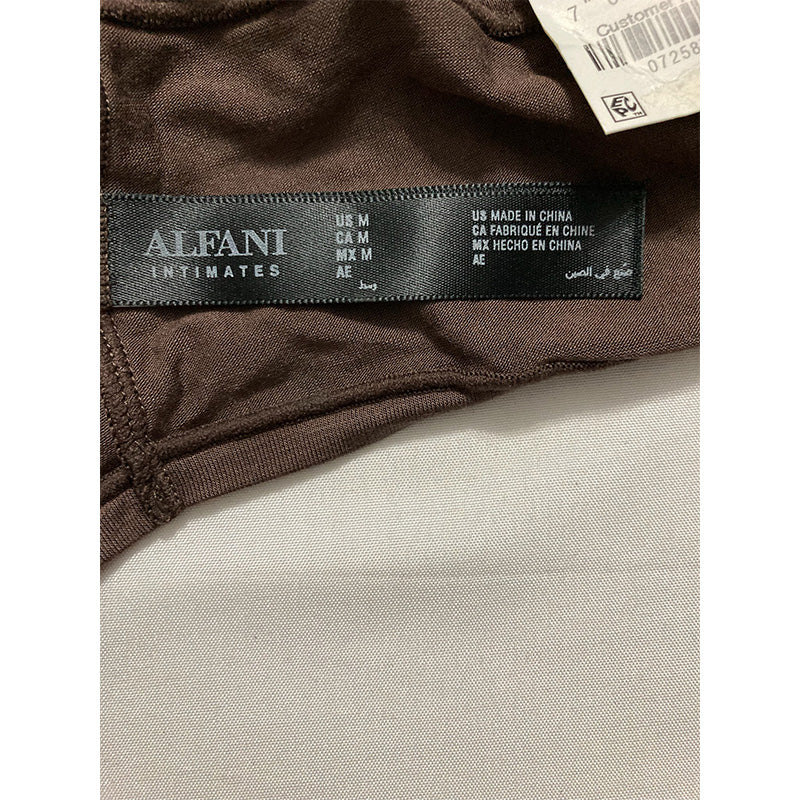 Customer
07258
EPC
ALFANI
INTIMATES
US M
CA M
MX M
AE
وسط
US MADE IN CHINA
CA FABRIQUÉ EN CHINE
MX HECHO EN CHINA
AE
صنع في الصين